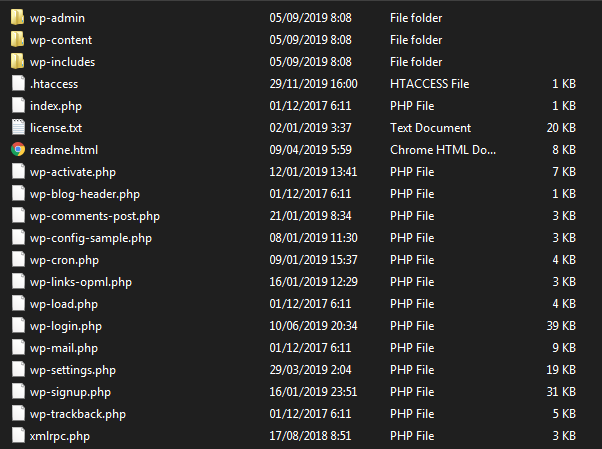 wp-admin 05/09/2019 8:08 File folder
wp-content 05/09/2019 8:08 File folder
wp-includes 05/09/2019 8:08 File folder
.htaccess 29/11/2019 16:00 HTACCESS File 1 KB
index.php 01/12/2017 6:11 PHP File 1 KB
license.txt 02/01/2019 3:37 Text Document 20 KB
readme.html 09/04/2019 5:59 Chrome HTML Do... 8 KB
wp-activate.php 12/01/2019 13:41 PHP File 7 KB
wp-blog-header.php 01/12/2017 6:11 PHP File 1 KB
wp-comments-post.php 21/01/2019 8:34 PHP File 3 KB
wp-config-sample.php 08/01/2019 11:30 PHP File 3 KB
wp-cron.php 09/01/2019 15:37 PHP File 4 KB
wp-links-opml.php 16/01/2019 12:29 PHP File 3 KB
wp-load.php 01/12/2017 6:11 PHP File 4 KB
wp-login.php 10/06/2019 20:34 PHP File 39 KB
wp-mail.php 01/12/2017 6:11 PHP File 9 KB
wp-settings.php 29/03/2019 2:04 PHP File 19 KB
wp-signup.php 16/01/2019 23:51 PHP File 31 KB
wp-trackback.php 01/12/2017 6:11 PHP File 5 KB
xmlrpc.php 17/08/2018 8:51 PHP File 3 KB